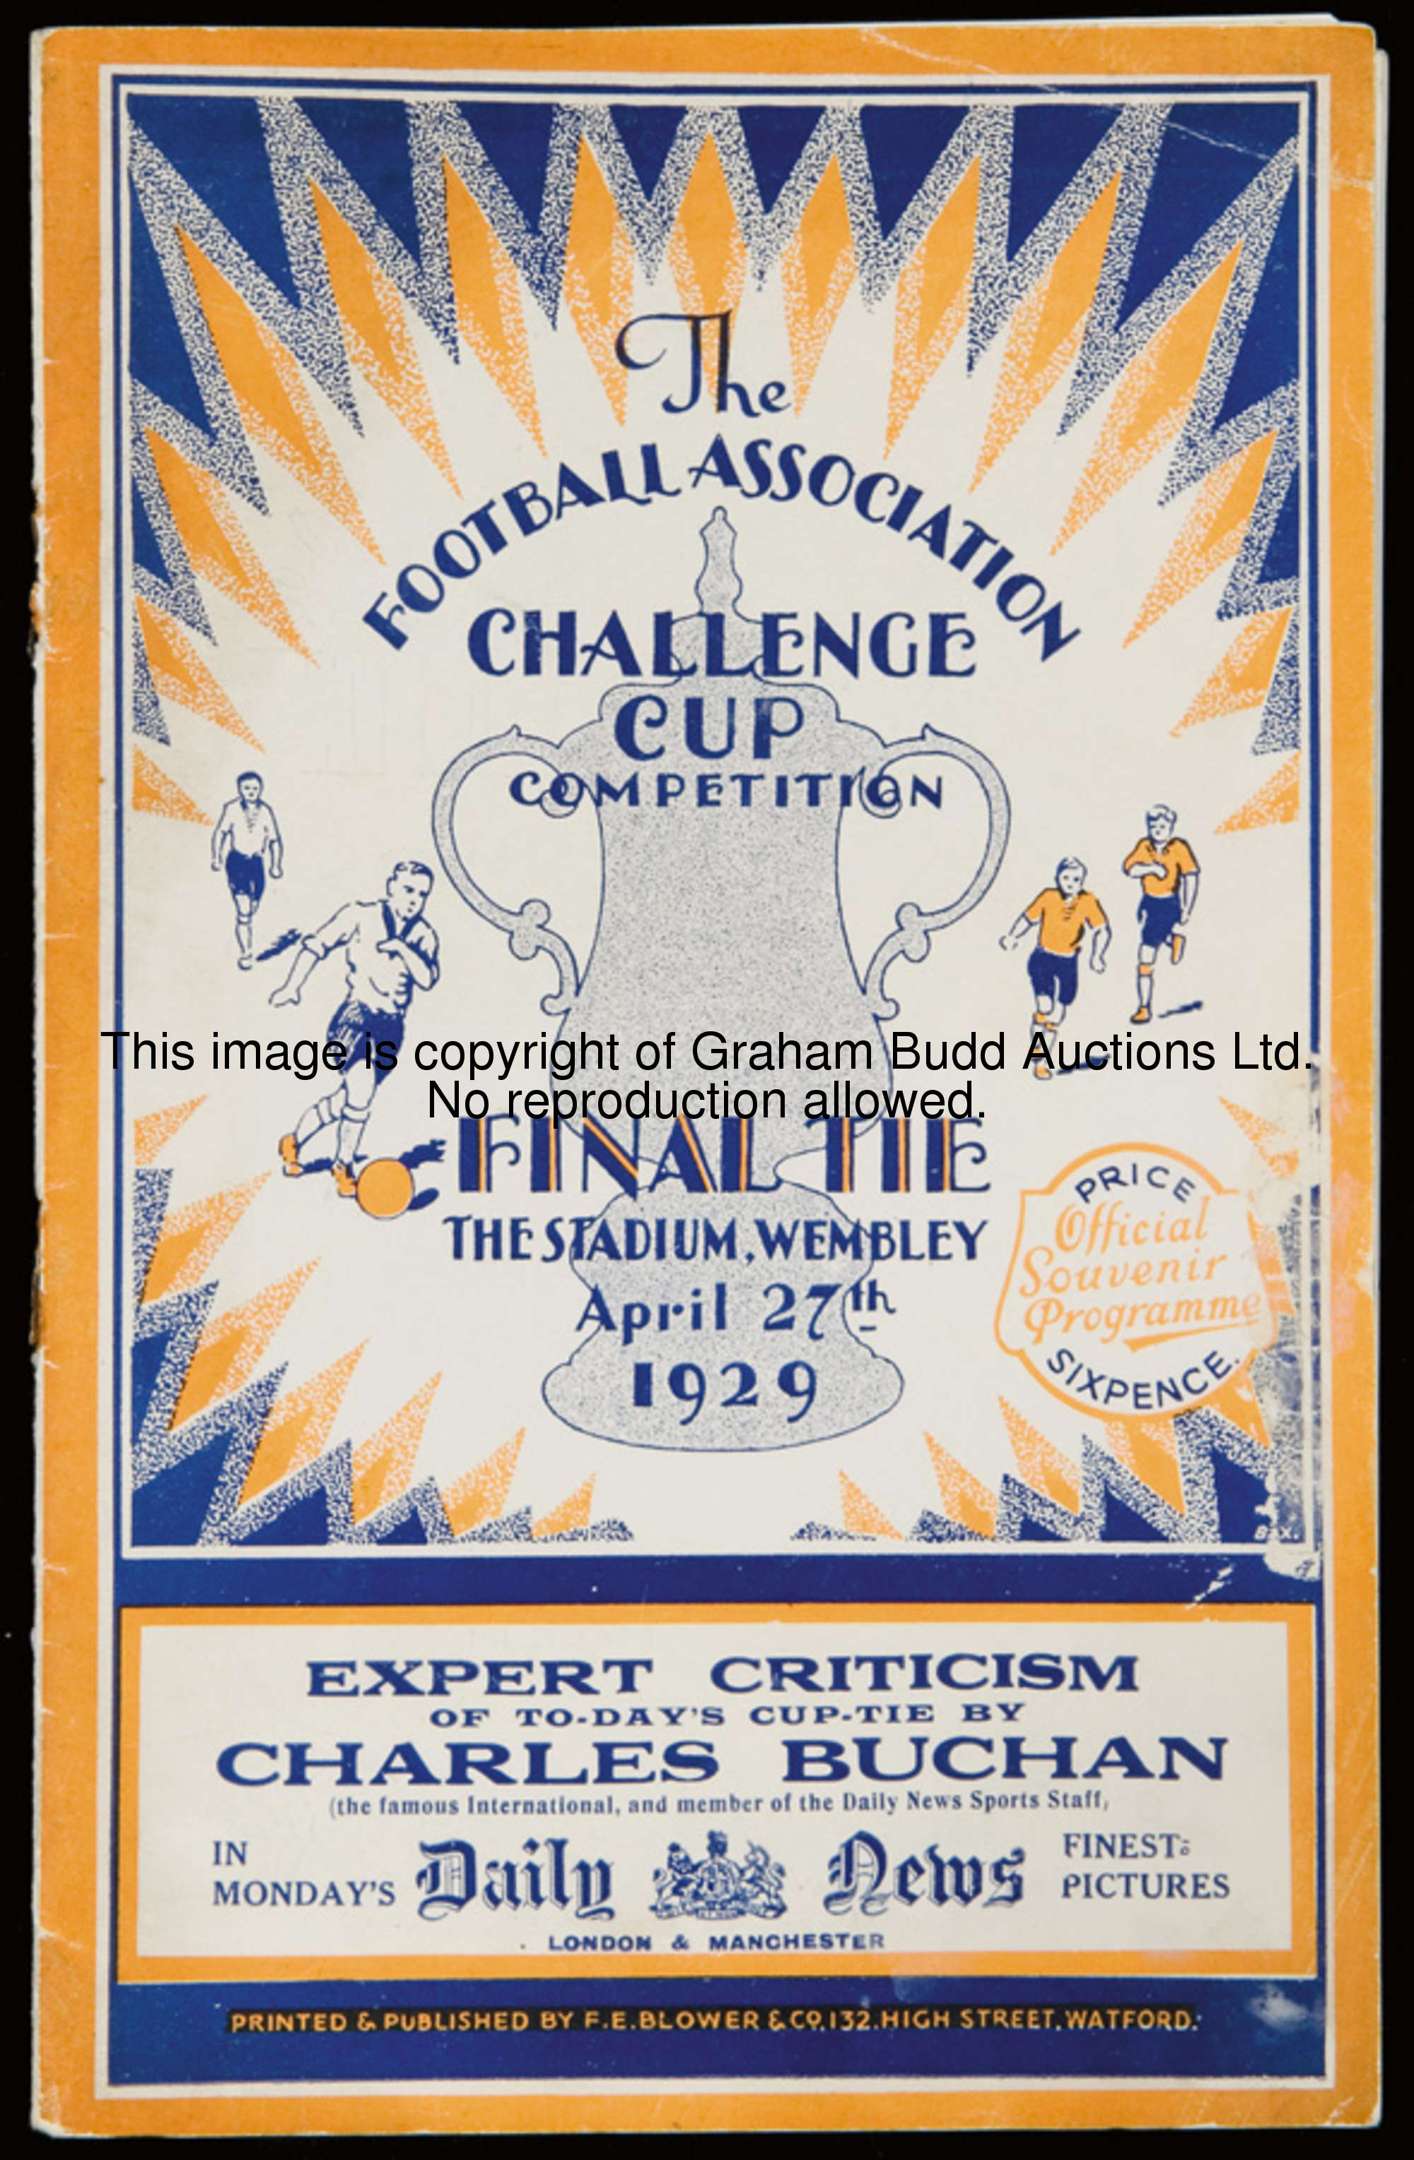 The
FOOTBALL ASSOCIATION
CHALLENGE
CUP
COMPETITION
This image is copyright of Graham Budd Auctions Ltd.
No reproduction allowed.
FINAL TIE
THE STADIUM, WEMBLEY
April 27th
1929
PRICE
Official
Souvenir
Programme
SIXPENCE.
EXPERT CRITICISM
OF TO-DAY'S CUP-TIE BY
CHARLES BUCHAN
(the famous International, and member of the Daily News Sports Staff)
IN
MONDAY'S
Daily News
FINEST
PICTURES
LONDON & MANCHESTER
PRINTED & PUBLISHED BY F.E.BLOWER & CO, 132.HIGH STREET, WATFORD.